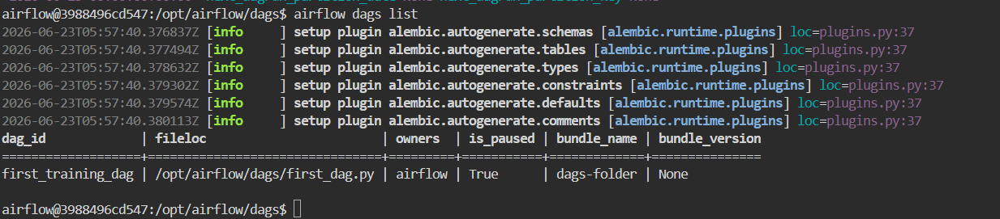 airflow@3988496cd547:/opt/airflow/dags$ airflow dags list
2026-06-23T05:57:40.376837Z [info     ] setup plugin alembic.autogenerate.schemas [alembic.runtime.plugins] loc=plugins.py:37
2026-06-23T05:57:40.377494Z [info     ] setup plugin alembic.autogenerate.tables [alembic.runtime.plugins] loc=plugins.py:37
2026-06-23T05:57:40.378632Z [info     ] setup plugin alembic.autogenerate.types [alembic.runtime.plugins] loc=plugins.py:37
2026-06-23T05:57:40.379302Z [info     ] setup plugin alembic.autogenerate.constraints [alembic.runtime.plugins] loc=plugins.py:37
2026-06-23T05:57:40.379574Z [info     ] setup plugin alembic.autogenerate.defaults [alembic.runtime.plugins] loc=plugins.py:37
2026-06-23T05:57:40.380113Z [info     ] setup plugin alembic.autogenerate.comments [alembic.runtime.plugins] loc=plugins.py:37
dag_id             | fileloc                        | owners  | is_paused | bundle_name | bundle_version
===================+================================+=========+===========+=============+===============
first_training_dag | /opt/airflow/dags/first_dag.py | airflow | True      | dags-folder | None
airflow@3988496cd547:/opt/airflow/dags$